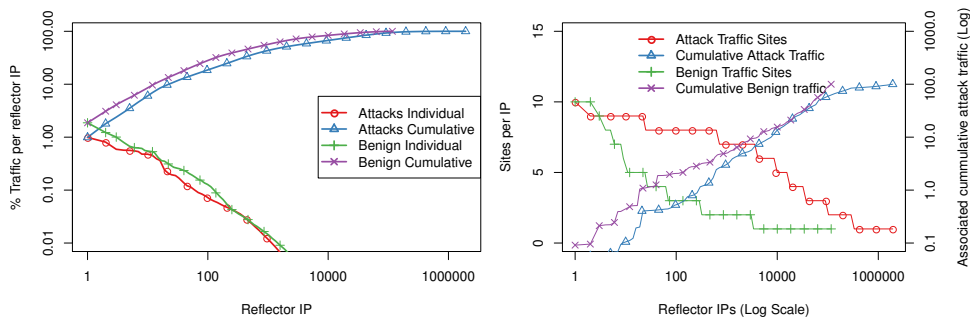 % Traffic per reflector IP
100.00
10.00
1.00
0.10
0.01
1
100
10000
1000000
Reflector IP
Attacks Individual
Attacks Cumulative
Benign Individual
Benign Cumulative
Sites per IP
15
10
5
0
1
100
10000
1000000
Reflector IPs (Log Scale)
Attack Traffic Sites
Cumulative Attack Traffic
Benign Traffic Sites
Cumulative Benign traffic
1000.0
100.0
10.0
1.0
0.1
Associated cummulative attack traffic (Log)